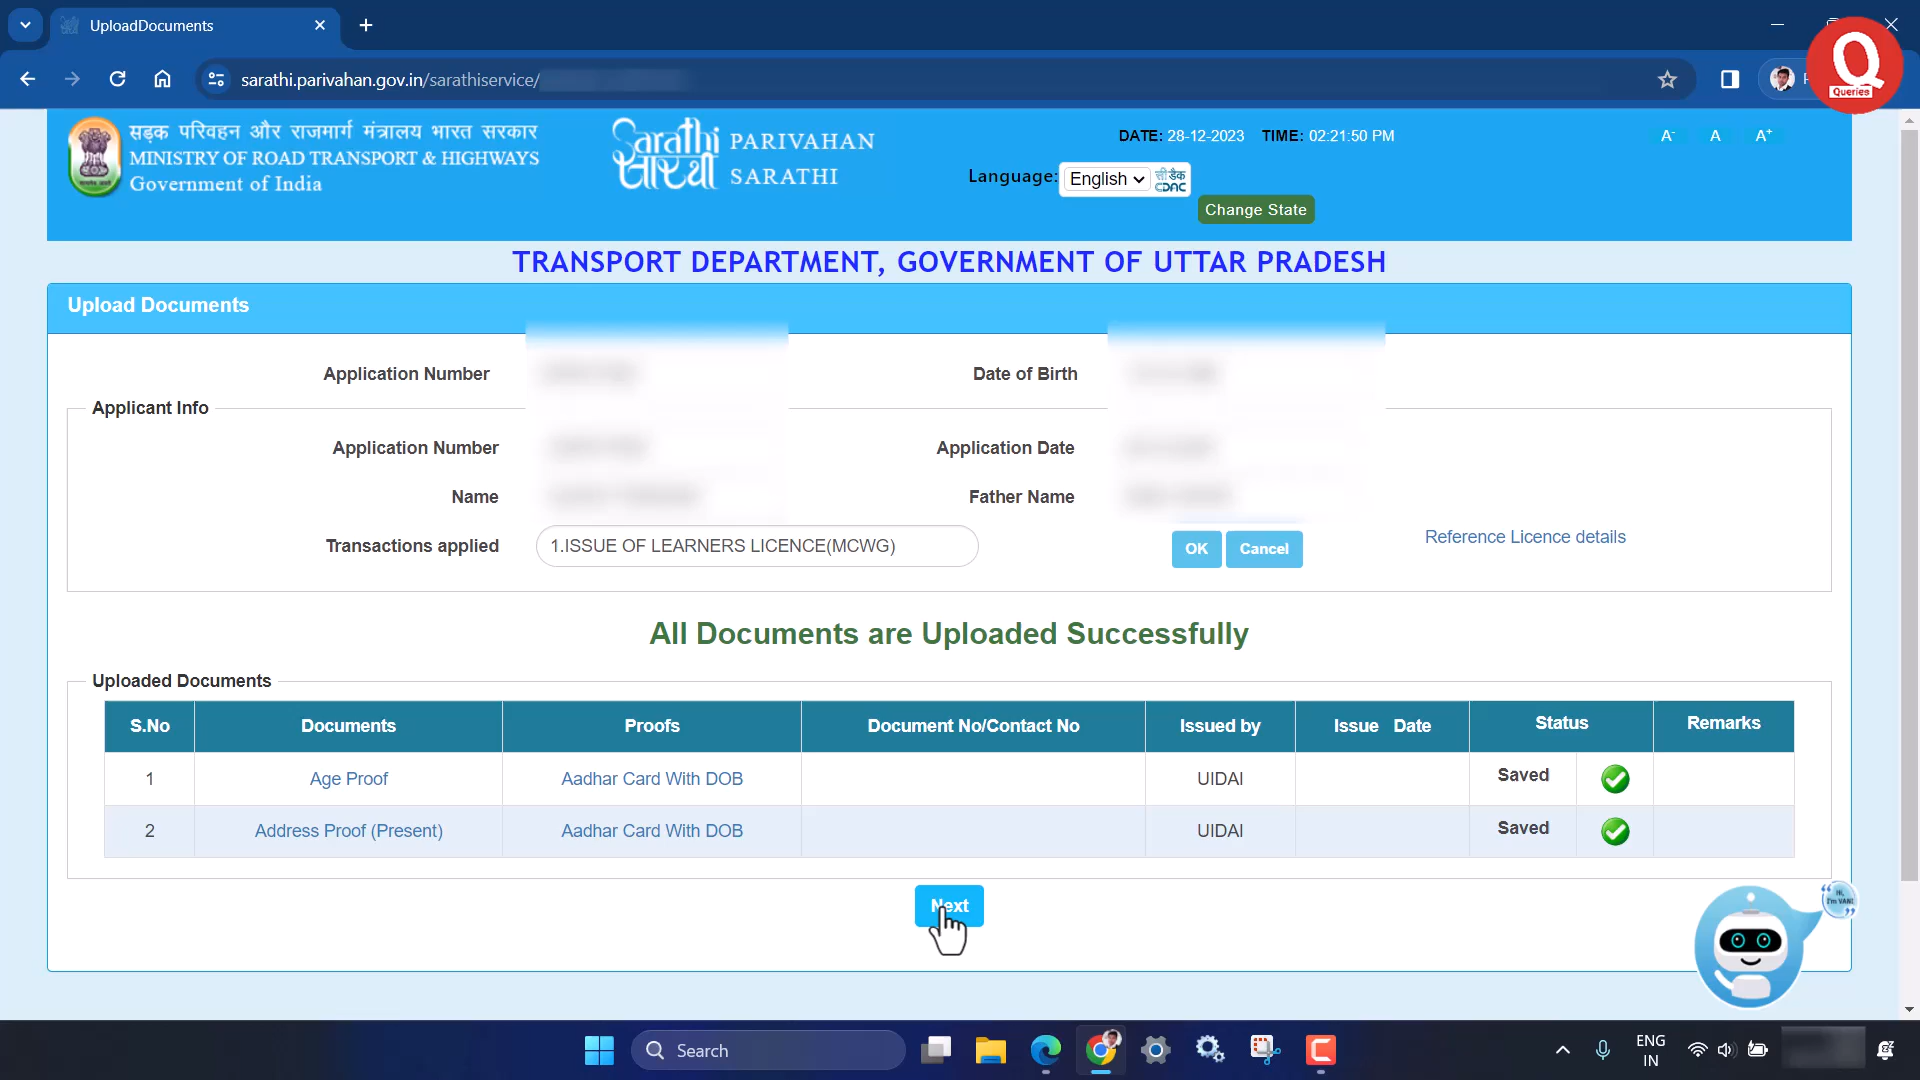 UploadDocuments
sarathi.parivahan.gov.in/sarathiservice/
Queries
सड़क परिवहन और राजमार्ग मंत्रालय भारत सरकार
MINISTRY OF ROAD TRANSPORT & HIGHWAYS
Government of India
Sarathi
सारथी
PARIVAHAN
SARATHI
DATE: 28-12-2023 TIME: 02:21:50 PM
Language: English
सी डैक
CDAC
Change State
A- A A+
TRANSPORT DEPARTMENT, GOVERNMENT OF UTTAR PRADESH
Upload Documents
Application Number Date of Birth
Applicant Info
Application Number Application Date
Name Father Name
Transactions applied 1.ISSUE OF LEARNERS LICENCE(MCWG) OK Cancel Reference Licence details
All Documents are Uploaded Successfully
Uploaded Documents
S.No Documents Proofs Document No/Contact No Issued by Issue Date Status Remarks
1 Age Proof Aadhar Card With DOB UIDAI Saved
2 Address Proof (Present) Aadhar Card With DOB UIDAI Saved
Next
Hi,
I'm VANI
Search
ENG
IN